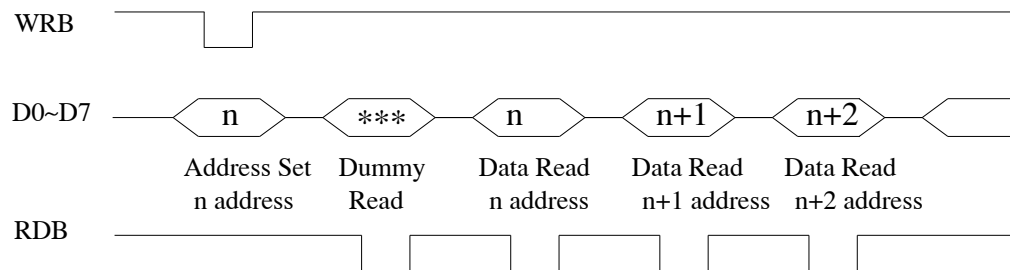 WRB
D0~D7 n *** n n+1 n+2
Address Set Dummy Data Read Data Read Data Read
n address Read n address n+1 address n+2 address
RDB